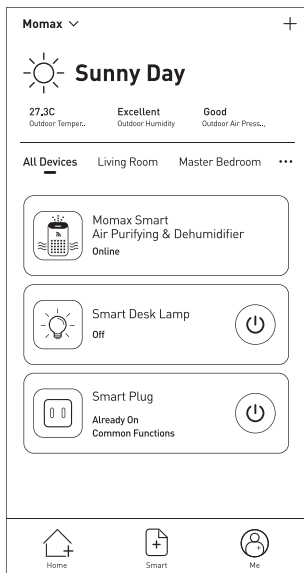 Momax
Sunny Day
27,3C Excellent Good
Outdoor Temper.. Outdoor Humidity Outdoor Air Press..,
All Devices Living Room Master Bedroom ...
Momax Smart
Air Purifying & Dehumidifier
Online
Smart Desk Lamp
Off
Smart Plug
Already On
Common Functions
Home Smart Me